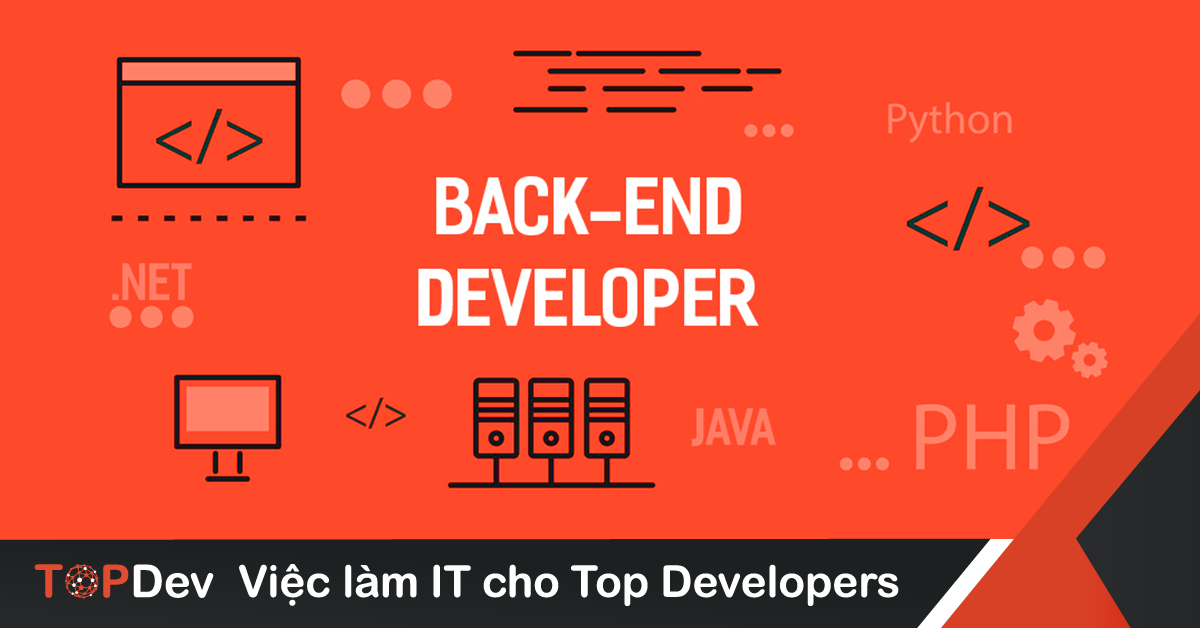 </>
Python
BACK-END
DEVELOPER
</>
.NET
</>
JAVA
PHP
TOPDev Việc làm IT cho Top Developers